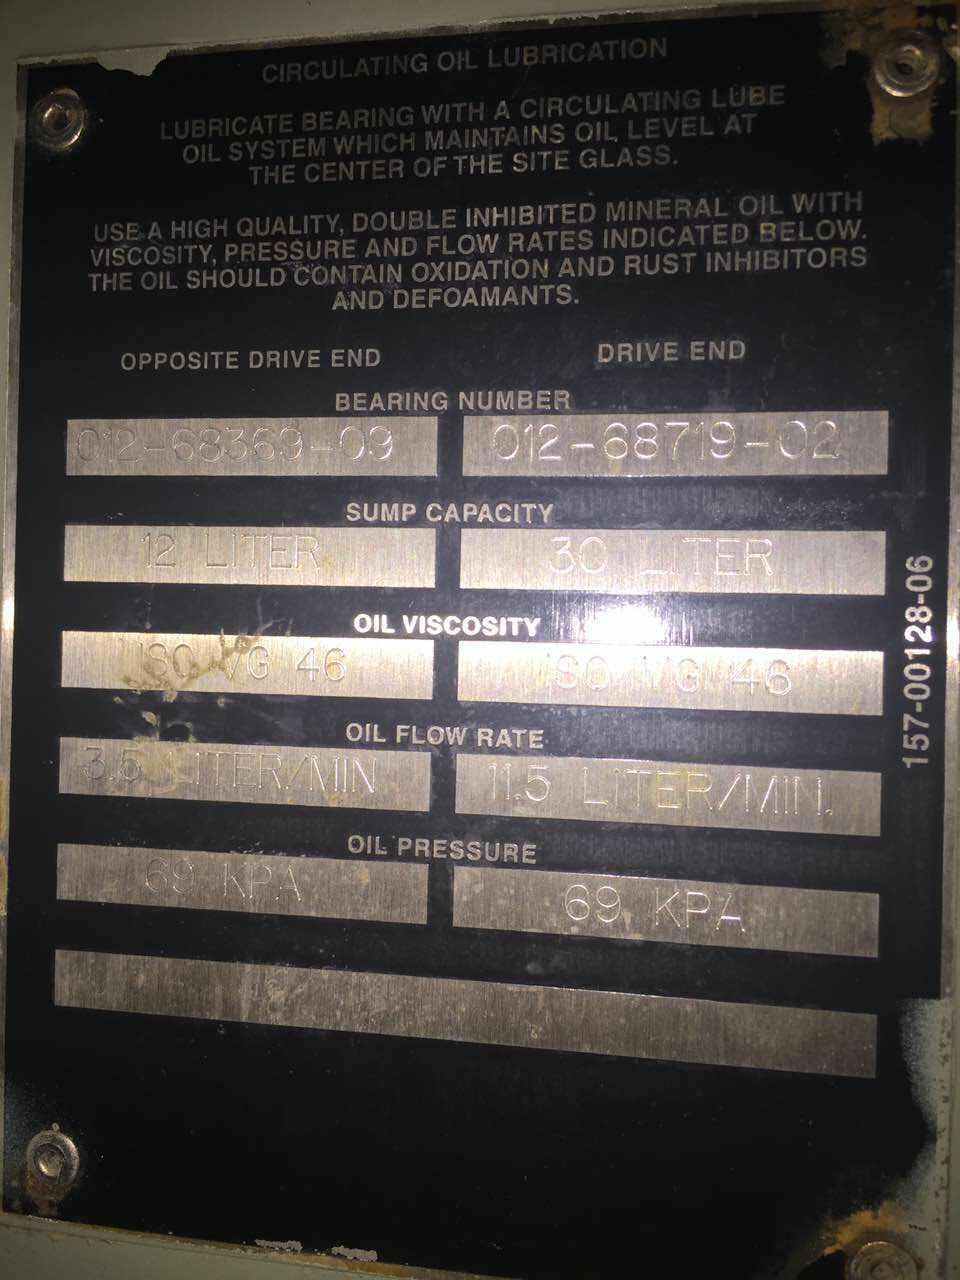 CIRCULATING OIL LUBRICATION
LUBRICATE BEARING WITH A CIRCULATING LUBE
OIL SYSTEM WHICH MAINTAINS OIL LEVEL AT
THE CENTER OF THE SITE GLASS.
USE A HIGH QUALITY, DOUBLE INHIBITED MINERAL OIL WITH
VISCOSITY, PRESSURE AND FLOW RATES INDICATED BELOW.
THE OIL SHOULD CONTAIN OXIDATION AND RUST INHIBITORS
AND DEFOAMANTS.
OPPOSITE DRIVE END DRIVE END
BEARING NUMBER
012-68369-09 012-68719-02
SUMP CAPACITY
12 LITER 30 LITER
OIL VISCOSITY
ISO VG 46 ISO VG 46
OIL FLOW RATE
3.5 LITER/MIN 11.5 LITER/MIN.
OIL PRESSURE
69 KPA 69 KPA
157-00128-06